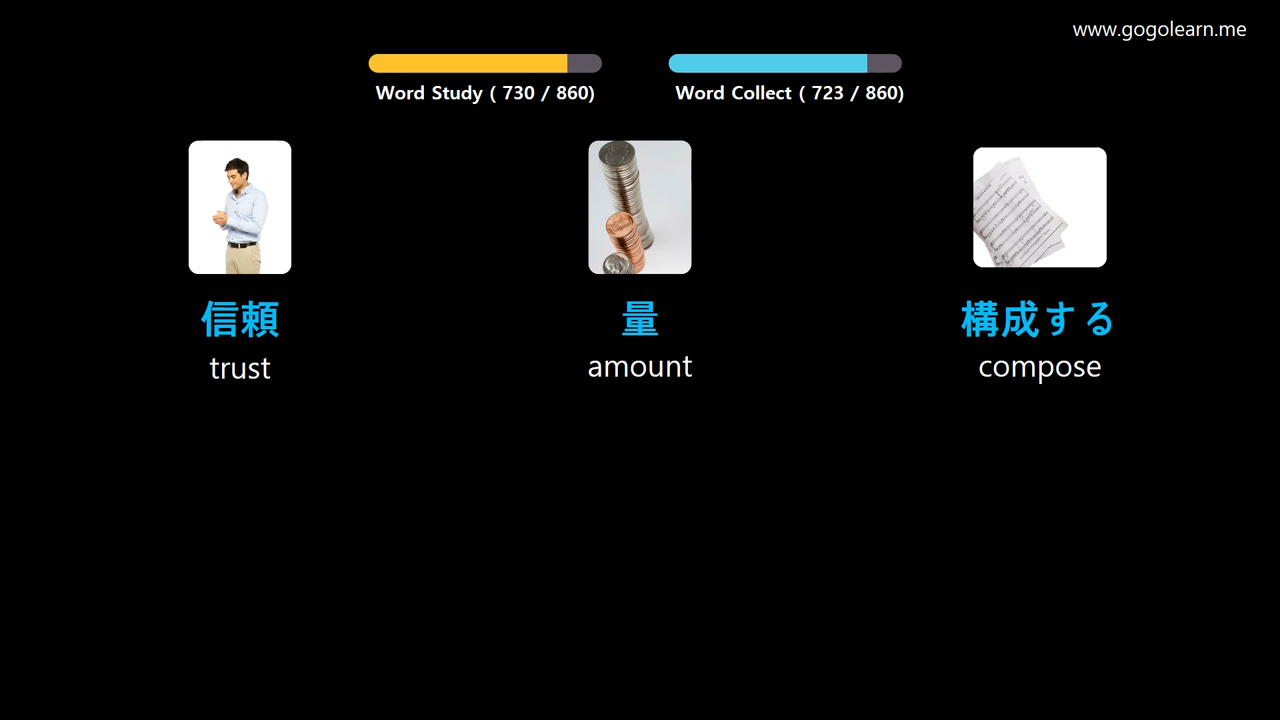 www.gogolearn.me
Word Study ( 730 / 860)
Word Collect ( 723 / 860)
信頼
trust
量
amount
構成する
compose